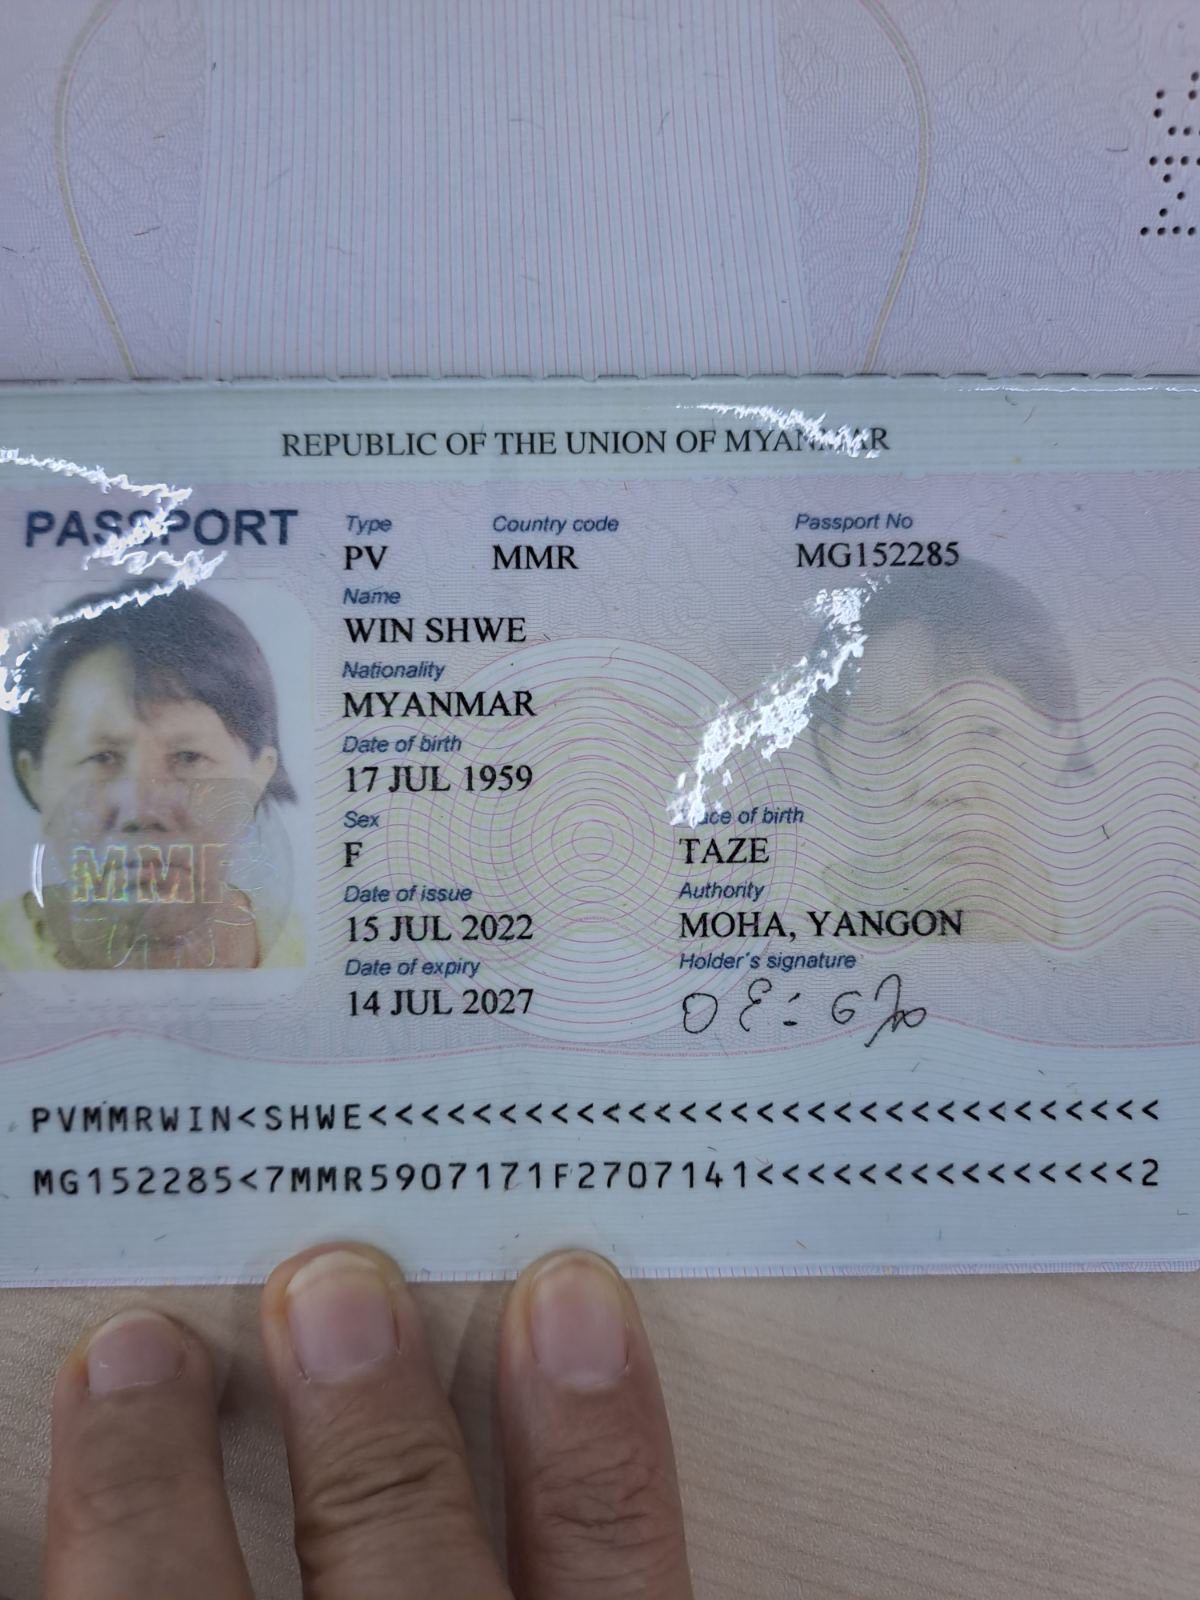 REPUBLIC OF THE UNION OF MYANMAR
PASSPORT
Type Country code Passport No
PV MMR MG152285
Name
WIN SHWE
Nationality
MYANMAR
Date of birth
17 JUL 1959
Sex Place of birth
F TAZE
Date of issue Authority
15 JUL 2022 MOHA, YANGON
Date of expiry Holder's signature
14 JUL 2027
MMR
PVMMRWIN<SHWE<<<<<<<<<<<<<<<<<<<<<<<<<<<<<<<
MG152285<7MMR5907171F2707141<<<<<<<<<<<<<<<2